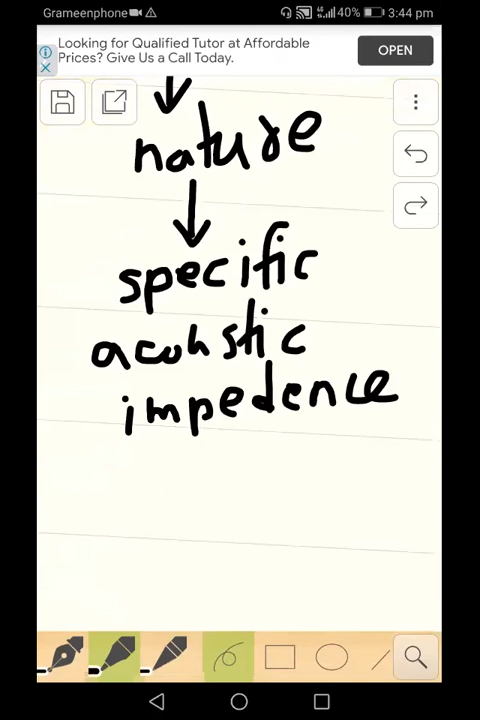 Grameenphone 40% 3:44 pm
Looking for Qualified Tutor at Affordable
Prices? Give Us a Call Today.
OPEN
nature
specific
acoustic
impedence